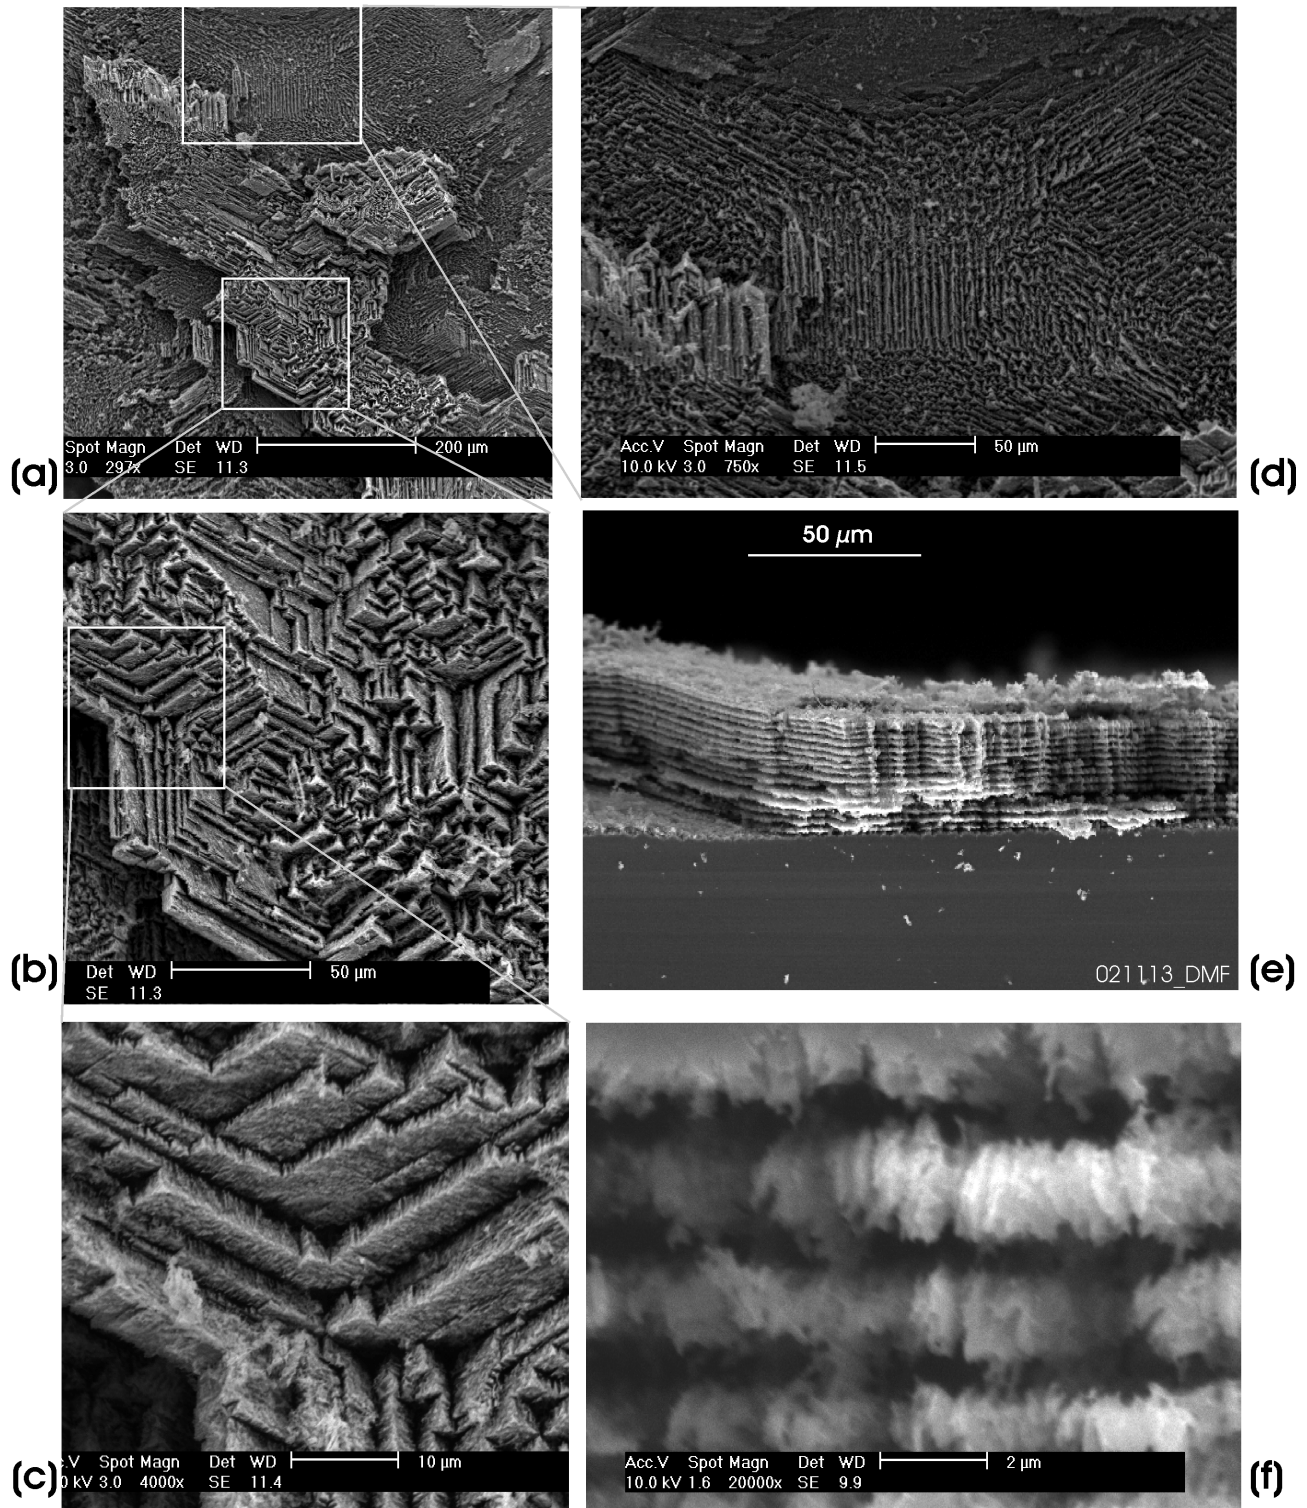 Spot Magn Det WD 200 µm
3.0 297x SE 11.3
(a)
Acc.V Spot Magn Det WD 50 µm
10.0 kV 3.0 750x SE 11.5
(d)
Det WD 50 µm
SE 11.3
(b)
50 µm
021113_DMF
(e)
c.V Spot Magn Det WD 10 µm
0 kV 3.0 4000x SE 11.4
(c)
Acc.V Spot Magn Det WD 2 µm
10.0 kV 1.6 20000x SE 9.9
(f)